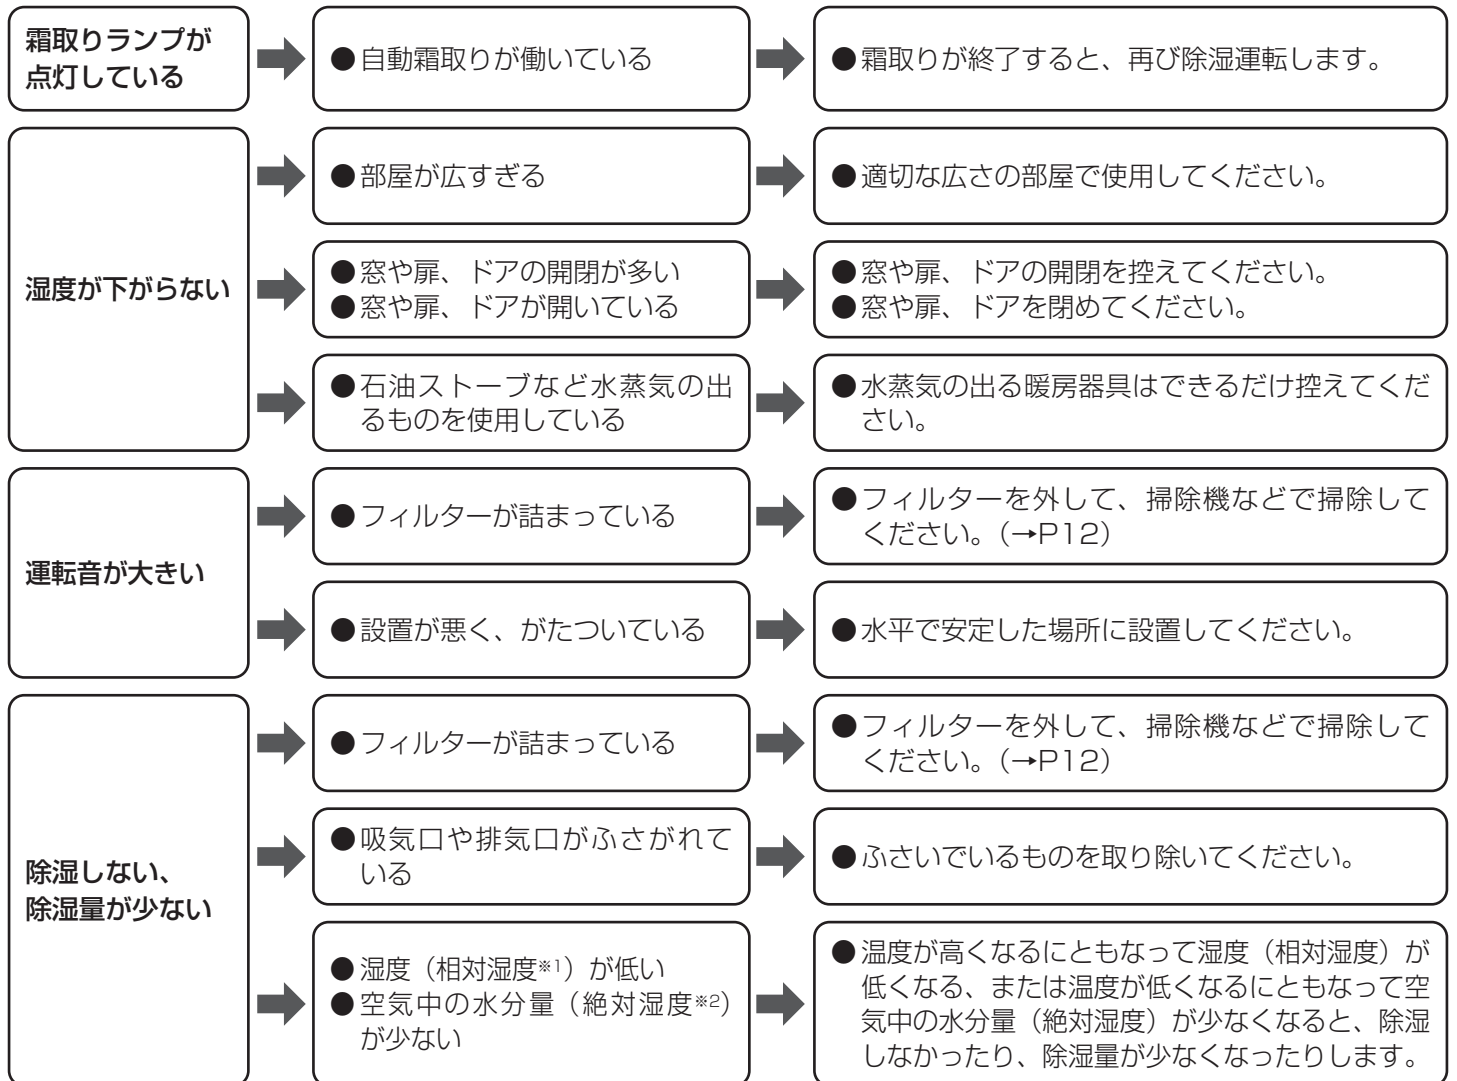 霜取りランプが
点灯している
●自動霜取りが働いている
●霜取りが終了すると、再び除湿運転します。
湿度が下がらない
●部屋が広すぎる
●適切な広さの部屋で使用してください。
●窓や扉、ドアの開閉が多い
●窓や扉、ドアが開いている
●窓や扉、ドアの開閉を控えてください。
●窓や扉、ドアを閉めてください。
●石油ストーブなど水蒸気の出
るものを使用している
●水蒸気の出る暖房器具はできるだけ控えてくだ
さい。
運転音が大きい
●フィルターが詰まっている
●フィルターを外して、掃除機などで掃除して
ください。（→P12）
●設置が悪く、がたついている
●水平で安定した場所に設置してください。
除湿しない、
除湿量が少ない
●フィルターが詰まっている
●フィルターを外して、掃除機などで掃除して
ください。（→P12）
●吸気口や排気口がふさがれて
いる
●ふさいでいるものを取り除いてください。
●湿度（相対湿度※1）が低い
●空気中の水分量（絶対湿度※2）
が少ない
●温度が高くなるにともなって湿度（相対湿度）が
低くなる、または温度が低くなるにともなって空
気中の水分量（絶対湿度）が少なくなると、除湿
しなかったり、除湿量が少なくなったりします。